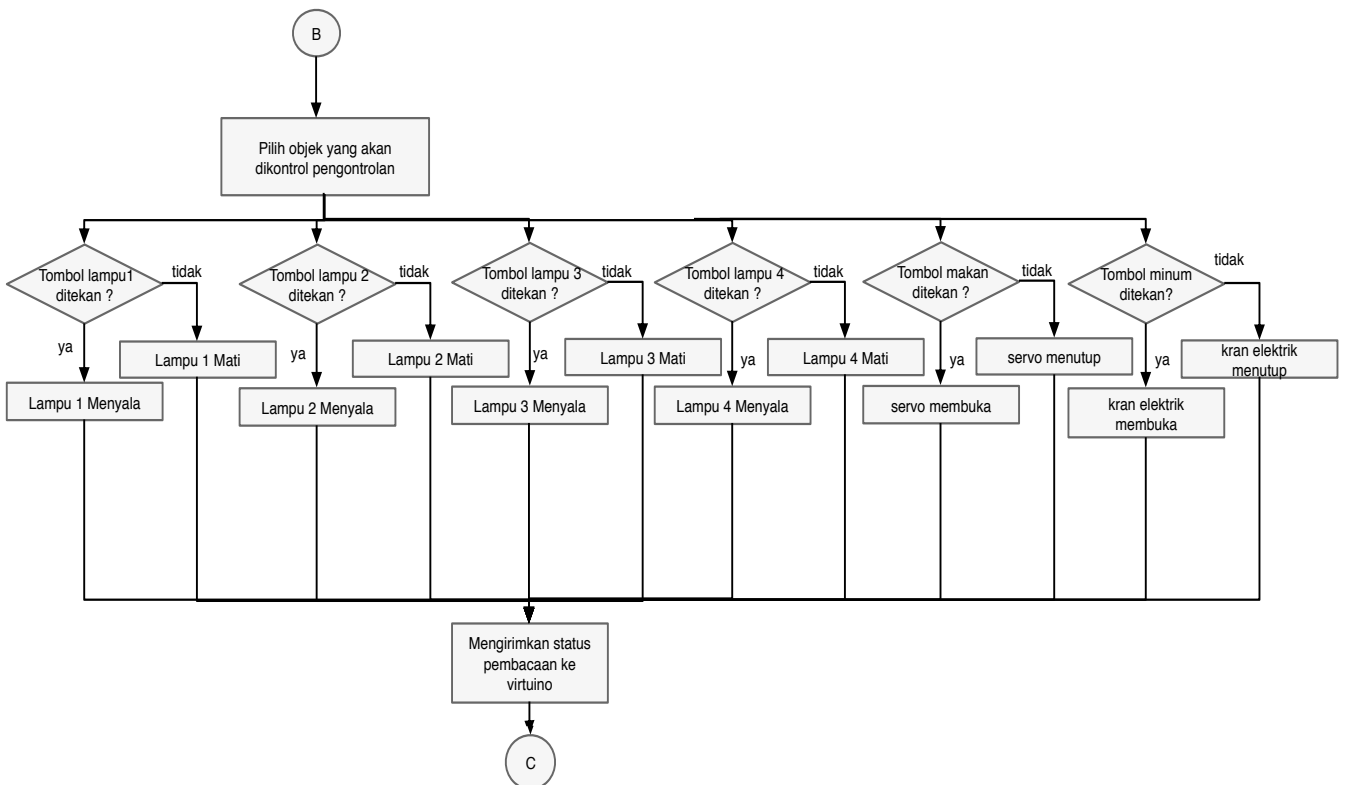 B
Pilih objek yang akan
dikontrol pengontrolan
Tombol lampu1
ditekan ?
tidak
ya
Lampu 1 Mati
Lampu 1 Menyala
Tombol lampu 2
ditekan ?
tidak
ya
Lampu 2 Mati
Lampu 2 Menyala
Tombol lampu 3
ditekan ?
tidak
ya
Lampu 3 Mati
Lampu 3 Menyala
Tombol lampu 4
ditekan ?
tidak
ya
Lampu 4 Mati
Lampu 4 Menyala
Tombol makan
ditekan ?
tidak
ya
servo menutup
servo membuka
Tombol minum
ditekan?
tidak
ya
kran elektrik
menutup
kran elektrik
membuka
Mengirimkan status
pembacaan ke
virtuino
C